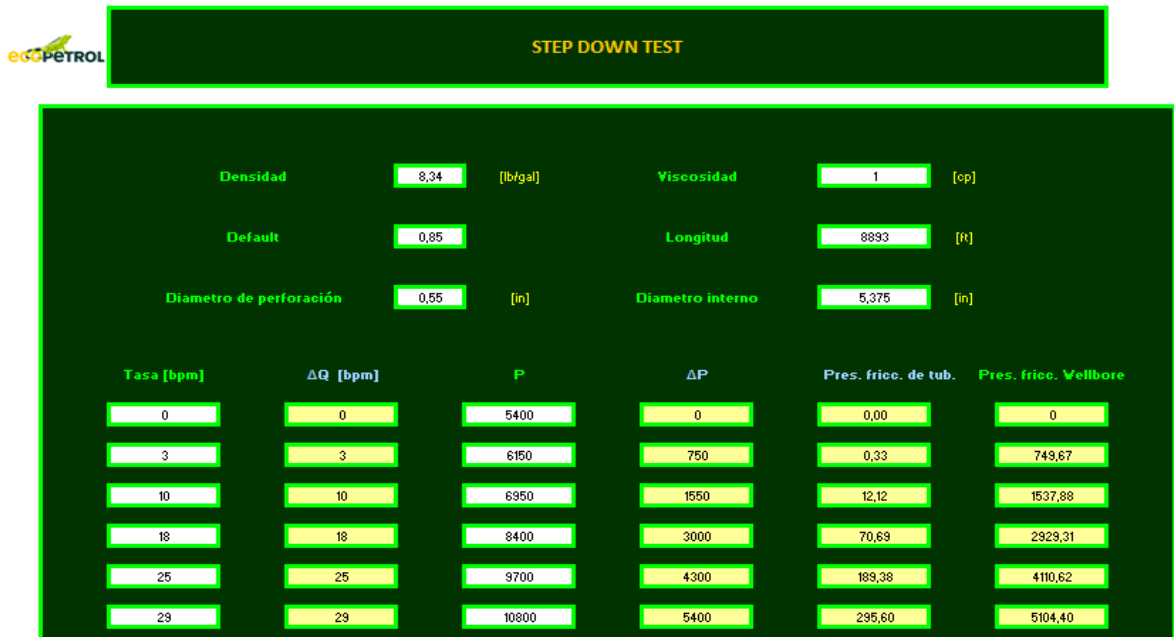 ecopetrol
STEP DOWN TEST
Densidad 8,34 [lb/gal] Viscosidad 1 [cp]
Default 0,85 Longitud 8893 [ft]
Diametro de perforación 0,55 [in] Diametro interno 5,375 [in]
Tasa [bpm] ΔQ [bpm] P ΔP Pres. fricc. de tub. Pres. fricc. Wellbore
0 0 5400 0 0,00 0
3 3 6150 750 0,33 749,67
10 10 6950 1550 12,12 1537,88
18 18 8400 3000 70,69 2929,31
25 25 9700 4300 189,38 4110,62
29 29 10800 5400 295,60 5104,40